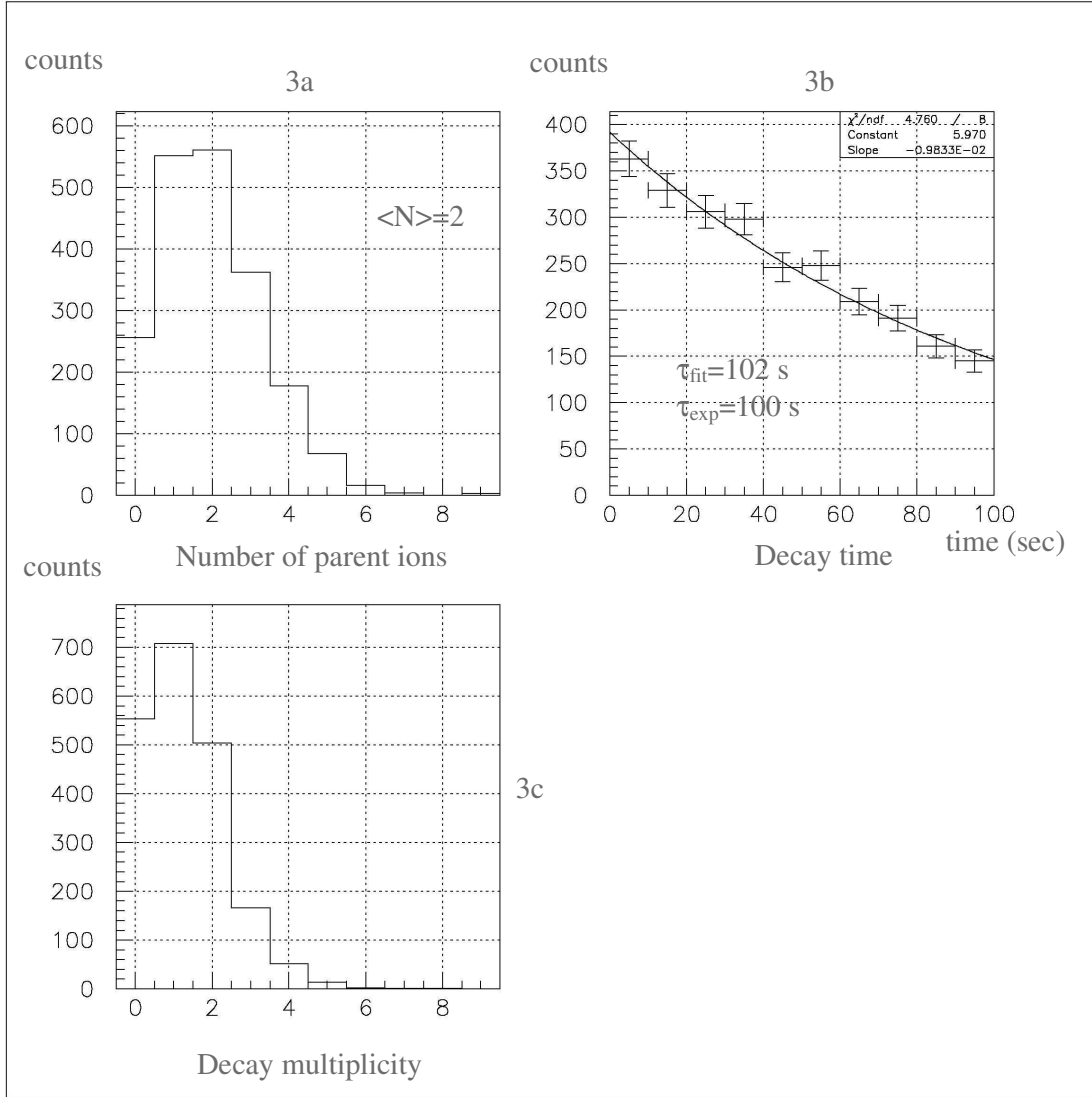 counts
3a
600
500
400
300
200
100
0
<N>=2
0 2 4 6 8
Number of parent ions
counts
3b
400
350
300
250
200
150
100
50
0
χ²/ndf 4.760 / 8
Constant 5.970
Slope −0.9833E−02
τfit=102 s
τexp=100 s
0 20 40 60 80 100
Decay time
time (sec)
counts
700
600
500
400
300
200
100
0
0 2 4 6 8
3c
Decay multiplicity